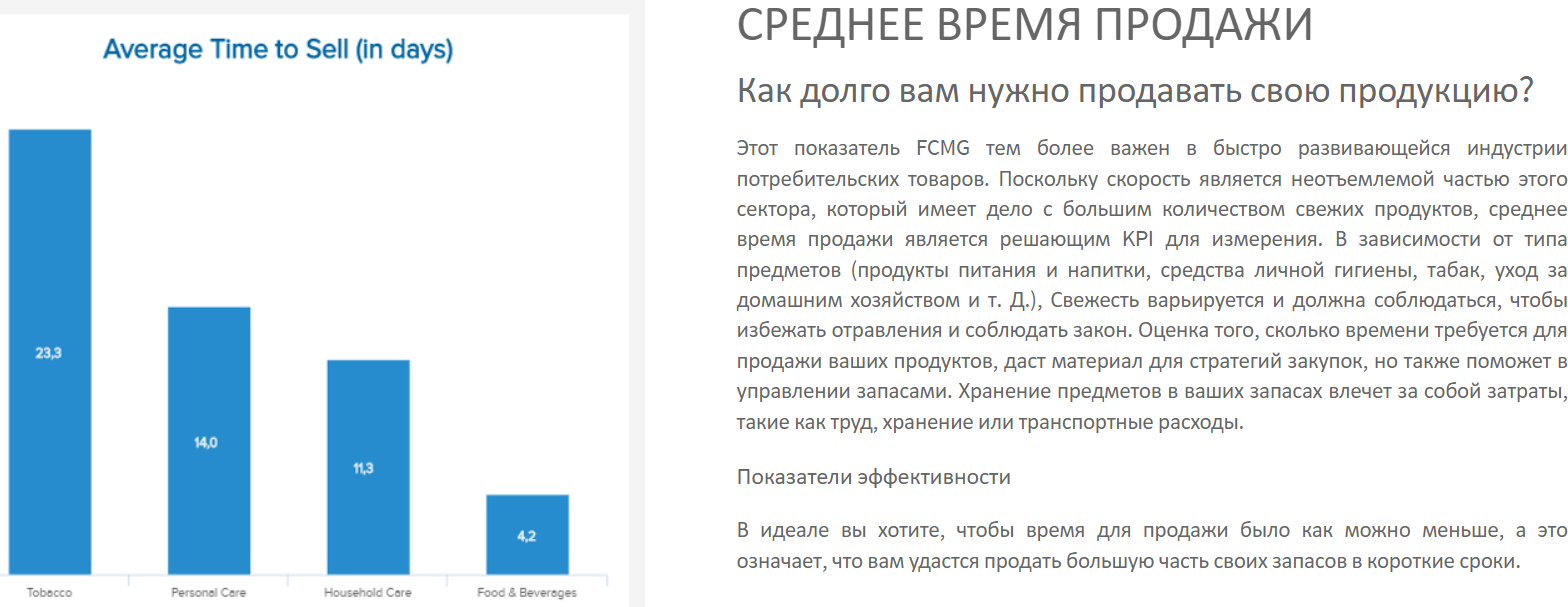 Average Time to Sell (in days)
23,3
14,0
11,3
4,2
Tobacco
Personal Care
Household Care
Food & Beverages
СРЕДНЕЕ ВРЕМЯ ПРОДАЖИ
Как долго вам нужно продавать свою продукцию?
Этот показатель FCMG тем более важен в быстро развивающейся индустрии
потребительских товаров. Поскольку скорость является неотъемлемой частью этого
сектора, который имеет дело с большим количеством свежих продуктов, среднее
время продажи является решающим KPI для измерения. В зависимости от типа
предметов (продукты питания и напитки, средства личной гигиены, табак, уход за
домашним хозяйством и т. Д.), Свежесть варьируется и должна соблюдаться, чтобы
избежать отравления и соблюдать закон. Оценка того, сколько времени требуется для
продажи ваших продуктов, даст материал для стратегий закупок, но также поможет в
управлении запасами. Хранение предметов в ваших запасах влечет за собой затраты,
такие как труд, хранение или транспортные расходы.
Показатели эффективности
В идеале вы хотите, чтобы время для продажи было как можно меньше, а это
означает, что вам удастся продать большую часть своих запасов в короткие сроки.